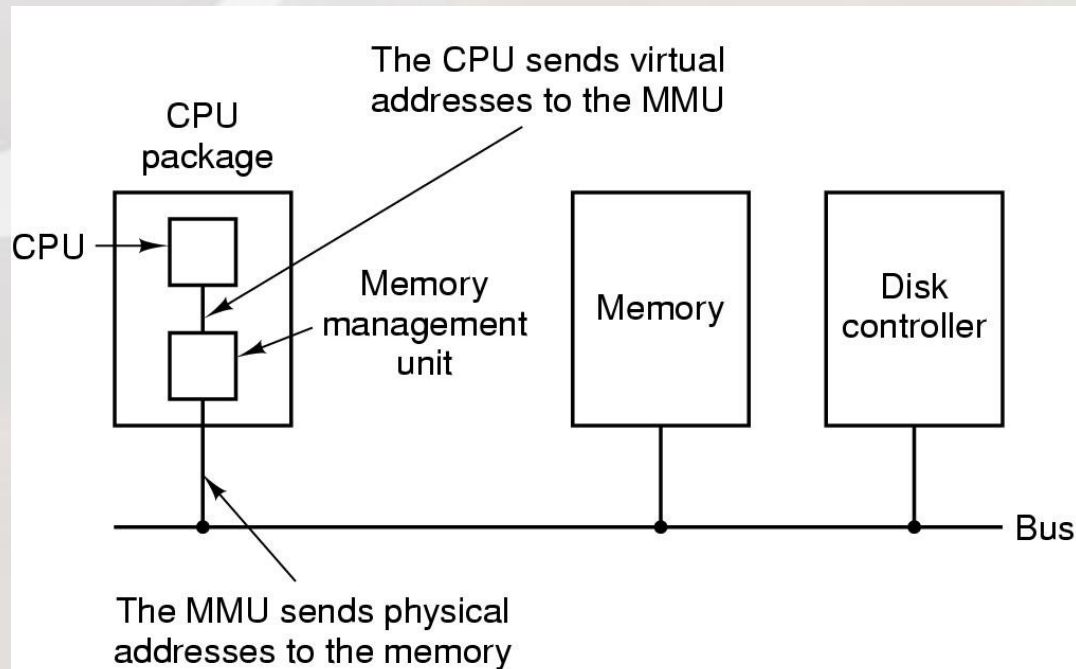 The CPU sends virtual
addresses to the MMU
CPU
package
CPU
Memory
management
unit
Memory
Disk
controller
Bus
The MMU sends physical
addresses to the memory